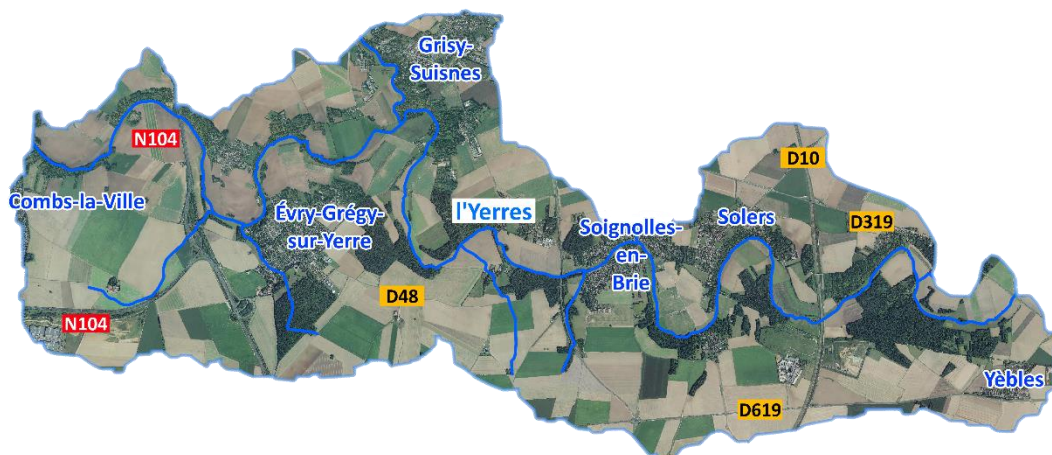 Grisy-
Suisnes
N104
D10
Combs-la-Ville
Évry-Grégy-
sur-Yerre
l'Yerres
Soignolles-
en-
Brie
Solers
D319
D48
N104
Yèbles
D619